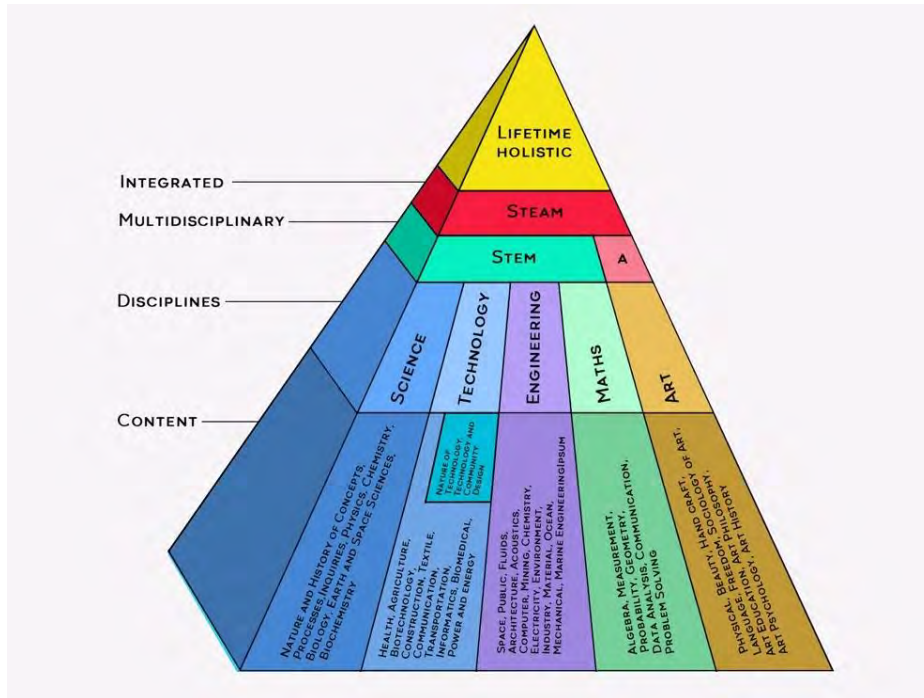 LIFETIME
HOLISTIC
INTEGRATED
STEAM
MULTIDISCIPLINARY
STEM
A
DISCIPLINES
SCIENCE
TECHNOLOGY
ENGINEERING
MATHS
ART
CONTENT
NATURE AND HISTORY OF CONCEPTS,
PROCESSES,INQUIRIES, PHYSICS, CHEMISTRY,
BIOLOGY, EARTH AND SPACE SCIENCES,
BIOCHEMISTRY
NATURE OF
TECHNOLOGY,
TECHNOLOGY AND
COMMUNITY
DESIGN
HEALTH, AGRICULTURE,
BIOTECHNOLOGY,
CONSTRUCTION, TEXTILE,
COMMUNICATION,
TRANSPORTATION,
INFORMATICS, BIOMEDICAL,
POWER AND ENERGY
SPACE, PUBLIC, FLUIDS,
ARCHITECTURE, ACOUSTICS,
COMPUTER, MINING, CHEMISTRY,
ELECTRICITY, ENVIRONMENT,
INDUSTRY, MATERIAL, OCEAN,
MECHANICAL, MARINE ENGINEERINGIPSUM
ALGEBRA, MEASUREMENT,
PROBABILITY, GEOMETRY,
DATA ANALYSIS, COMMUNICATION,
PROBLEM SOLVING
PHYSICAL, BEAUTY, HAND CRAFT, OF ART,
LANGUAGE, FREEDOM, PHILOSOPHY,
ART EDUCATION, ART HISTORY
ART PSYCHOLOGY, SOCIOLOGY